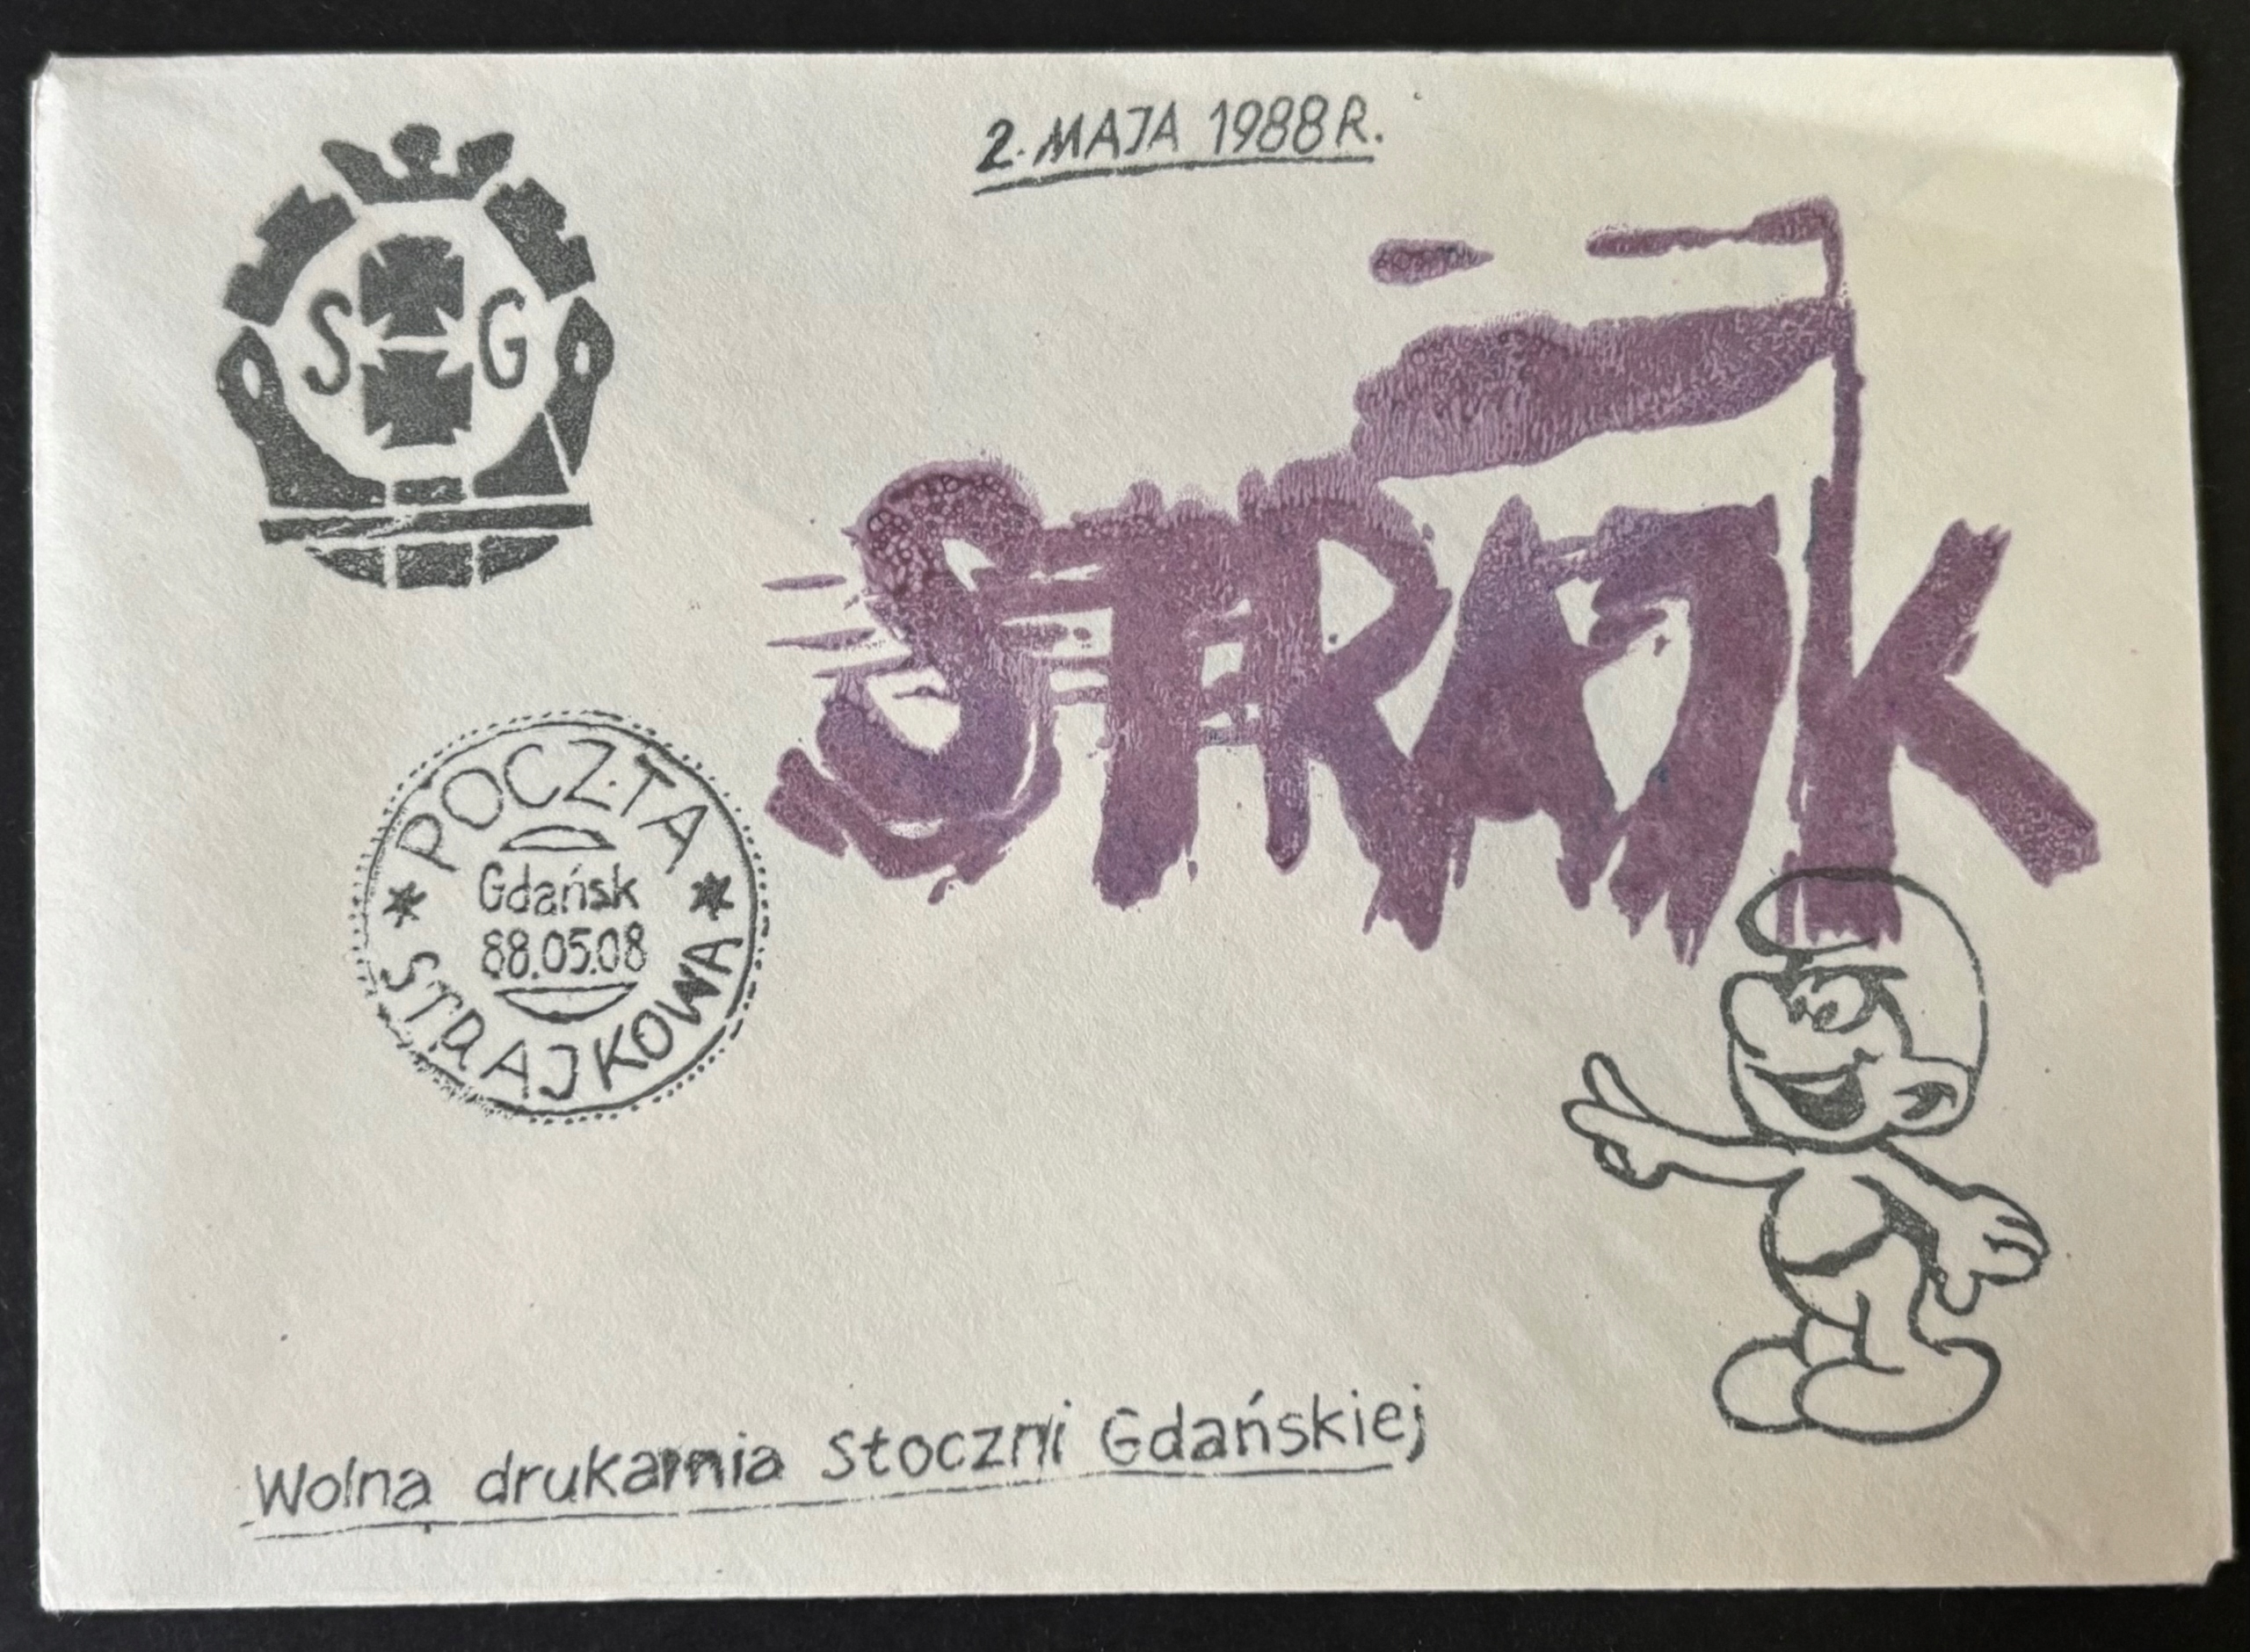 2. MAJA 1988 R.
S G
STRAJK
POCZTA
Gdańsk
88.05.08
STRAJKOWA
Wolna drukarnia Stoczni Gdańskiej